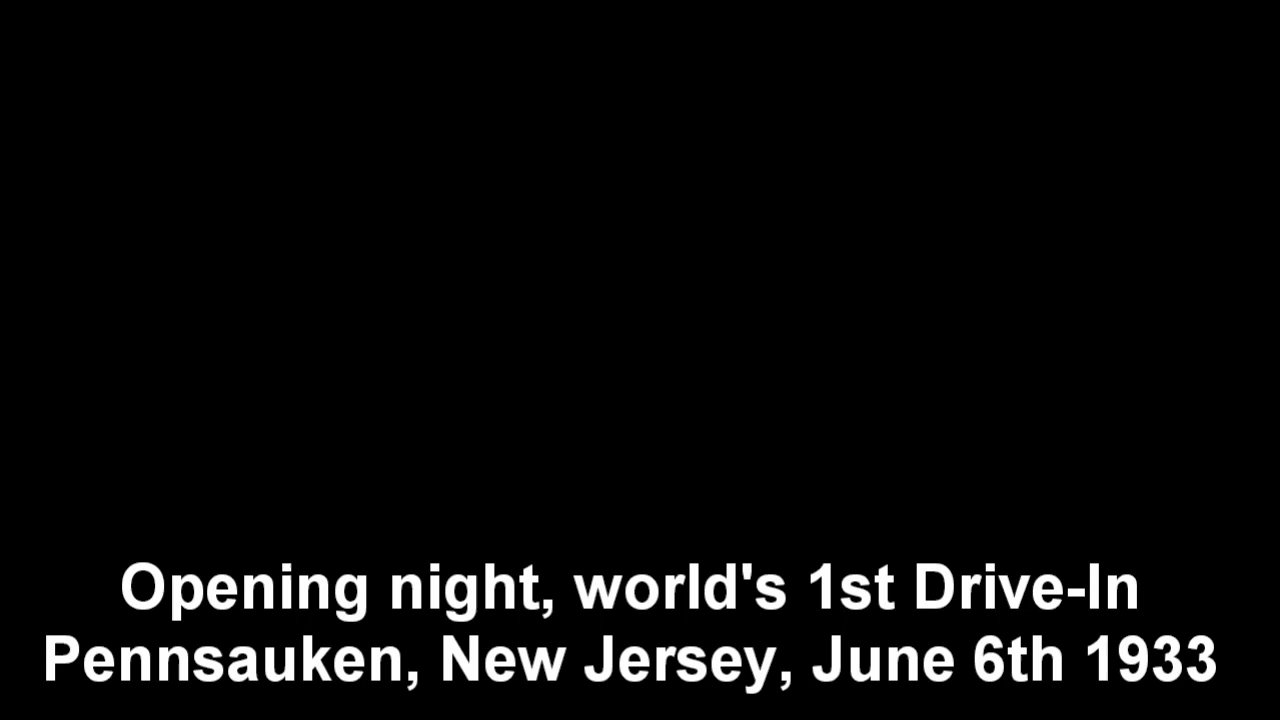 Opening night, world's 1st Drive-In
Pennsauken, New Jersey, June 6th 1933